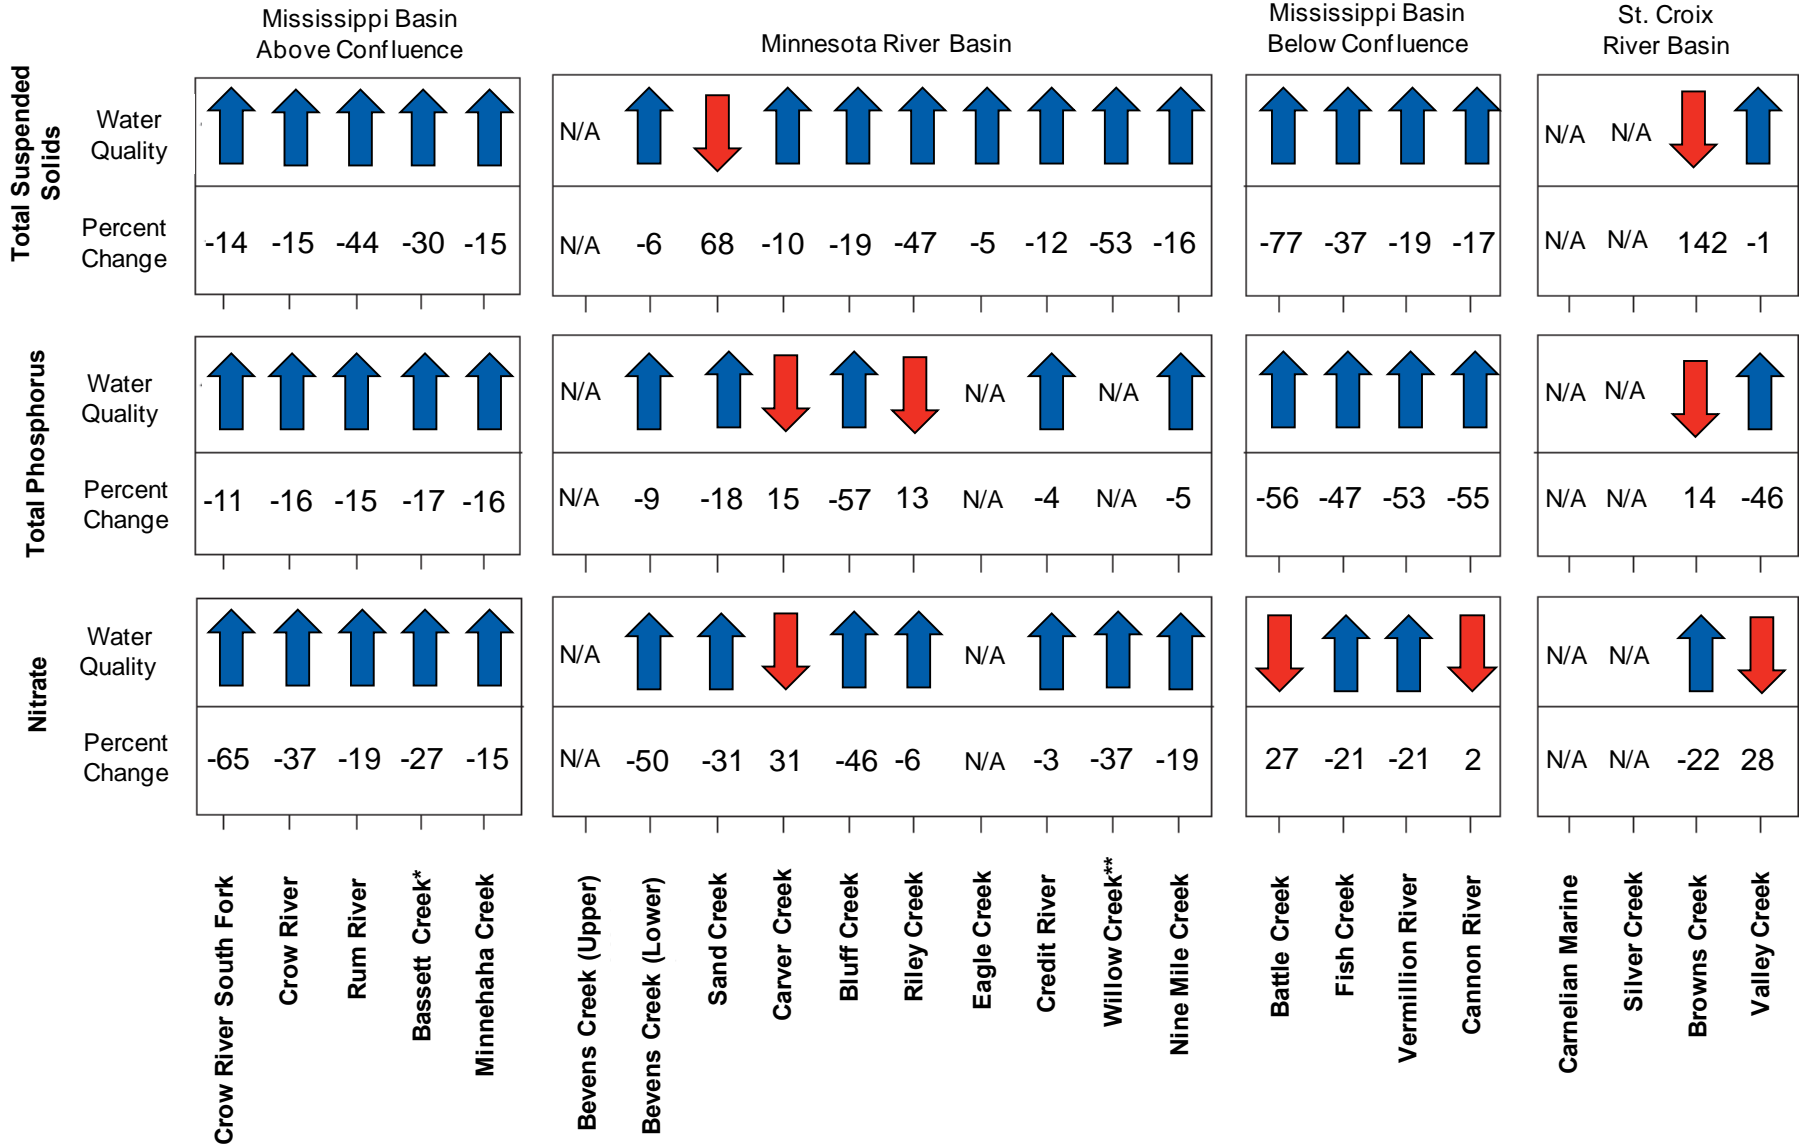 Mississippi Basin
Above Confluence
Minnesota River Basin
Mississippi Basin
Below Confluence
St. Croix
River Basin
Total Suspended
Solids
Water
Quality
N/A
N/A N/A
Percent
Change
-14 -15 -44 -30 -15 N/A -6 68 -10 -19 -47 -5 -12 -53 -16 -77 -37 -19 -17 N/A N/A 142 -1
Total Phosphorus
Water
Quality
N/A N/A N/A
N/A N/A
Percent
Change
-11 -16 -15 -17 -16 N/A -9 -18 15 -57 13 N/A -4 N/A -5 -56 -47 -53 -55 N/A N/A 14 -46
Nitrate
Water
Quality
N/A N/A
N/A N/A
Percent
Change
-65 -37 -19 -27 -15 N/A -50 -31 31 -46 -6 N/A -3 -37 -19 27 -21 -21 2 N/A N/A -22 28
Crow River South Fork
Crow River
Rum River
Bassett Creek*
Minnehaha Creek
Bevens Creek (Upper)
Bevens Creek (Lower)
Sand Creek
Carver Creek
Bluff Creek
Riley Creek
Eagle Creek
Credit River
Willow Creek**
Nine Mile Creek
Battle Creek
Fish Creek
Vermillion River
Cannon River
Carnelian Marine
Silver Creek
Browns Creek
Valley Creek